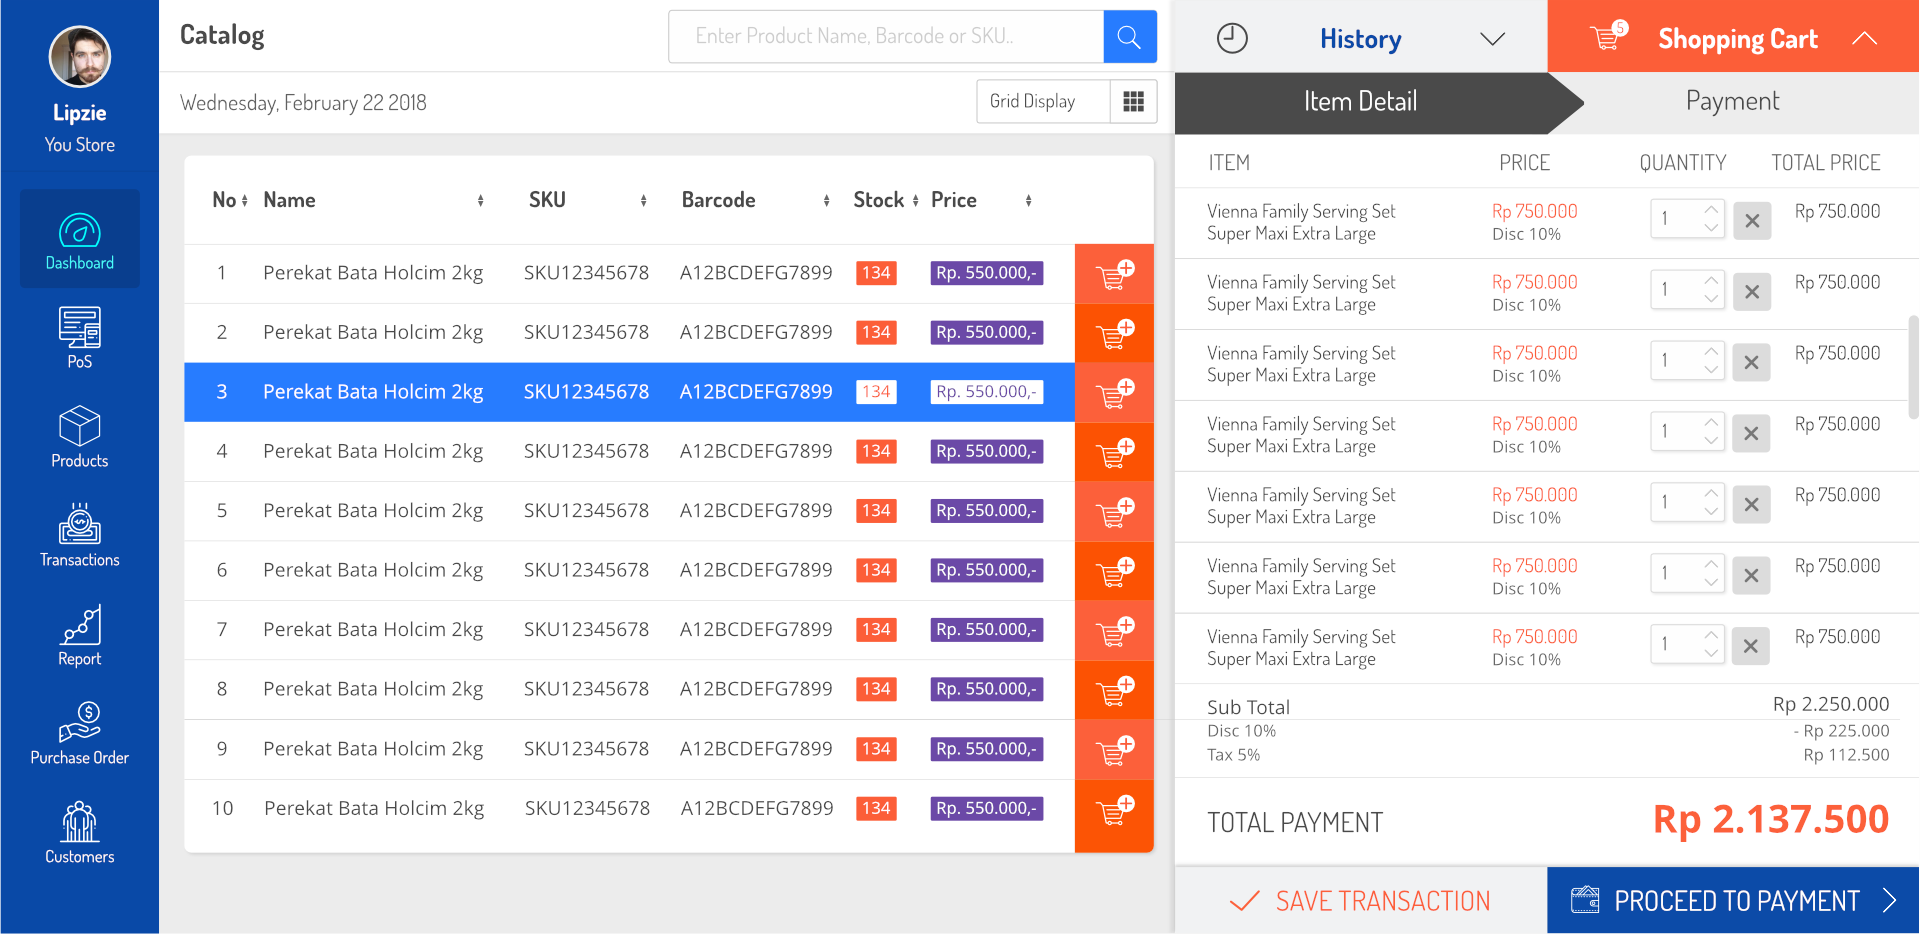 Lipzie
You Store
Dashboard
PoS
Products
Transactions
Report
Purchase Order
Customers
Catalog
Enter Product Name, Barcode or SKU..
Wednesday, February 22 2018
Grid Display
No Name SKU Barcode Stock Price
1 Perekat Bata Holcim 2kg SKU12345678 A12BCDEFG7899 134 Rp. 550.000,-
2 Perekat Bata Holcim 2kg SKU12345678 A12BCDEFG7899 134 Rp. 550.000,-
3 Perekat Bata Holcim 2kg SKU12345678 A12BCDEFG7899 134 Rp. 550.000,-
4 Perekat Bata Holcim 2kg SKU12345678 A12BCDEFG7899 134 Rp. 550.000,-
5 Perekat Bata Holcim 2kg SKU12345678 A12BCDEFG7899 134 Rp. 550.000,-
6 Perekat Bata Holcim 2kg SKU12345678 A12BCDEFG7899 134 Rp. 550.000,-
7 Perekat Bata Holcim 2kg SKU12345678 A12BCDEFG7899 134 Rp. 550.000,-
8 Perekat Bata Holcim 2kg SKU12345678 A12BCDEFG7899 134 Rp. 550.000,-
9 Perekat Bata Holcim 2kg SKU12345678 A12BCDEFG7899 134 Rp. 550.000,-
10 Perekat Bata Holcim 2kg SKU12345678 A12BCDEFG7899 134 Rp. 550.000,-
History
5 Shopping Cart
Item Detail
Payment
ITEM PRICE QUANTITY TOTAL PRICE
Vienna Family Serving Set Rp 750.000 1 Rp 750.000
Super Maxi Extra Large Disc 10%
Vienna Family Serving Set Rp 750.000 1 Rp 750.000
Super Maxi Extra Large Disc 10%
Vienna Family Serving Set Rp 750.000 1 Rp 750.000
Super Maxi Extra Large Disc 10%
Vienna Family Serving Set Rp 750.000 1 Rp 750.000
Super Maxi Extra Large Disc 10%
Vienna Family Serving Set Rp 750.000 1 Rp 750.000
Super Maxi Extra Large Disc 10%
Vienna Family Serving Set Rp 750.000 1 Rp 750.000
Super Maxi Extra Large Disc 10%
Vienna Family Serving Set Rp 750.000 1 Rp 750.000
Super Maxi Extra Large Disc 10%
Sub Total Rp 2.250.000
Disc 10% - Rp 225.000
Tax 5% Rp 112.500
TOTAL PAYMENT Rp 2.137.500
SAVE TRANSACTION
PROCEED TO PAYMENT